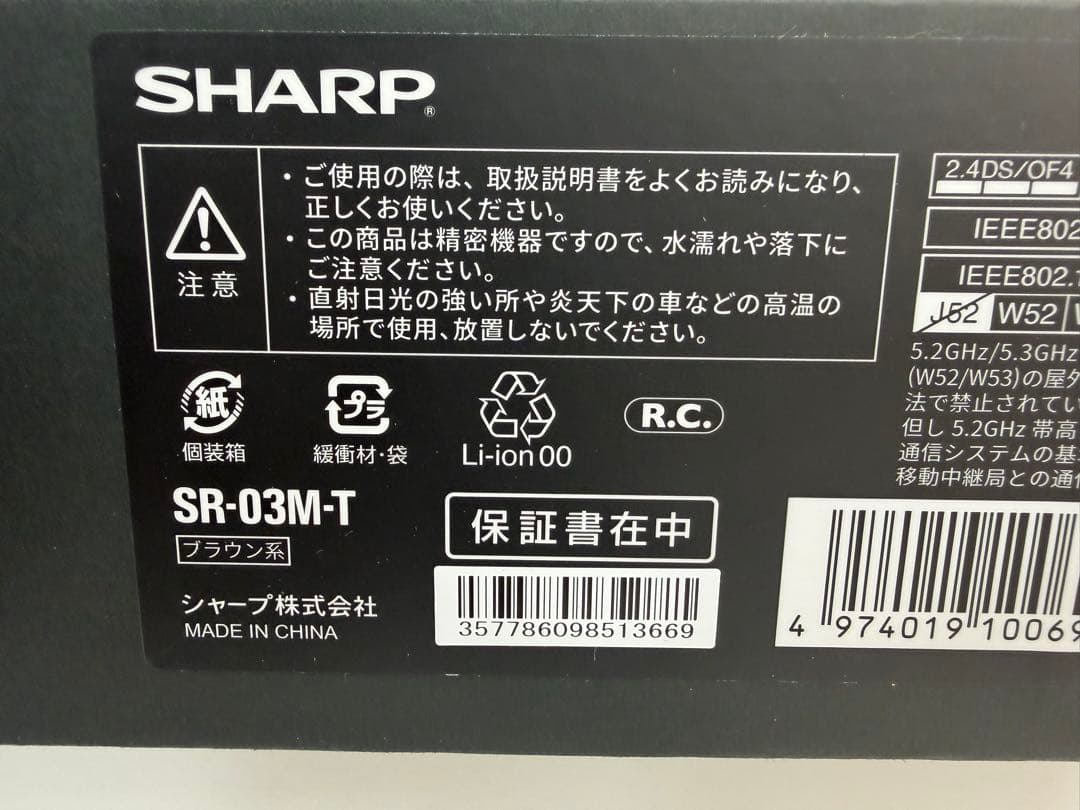 SHARP®
注意
・ご使用の際は、取扱説明書をよくお読みになり、
正しくお使いください。
・この商品は精密機器ですので、水濡れや落下に
ご注意ください。
・直射日光の強い所や炎天下の車などの高温の
場所で使用、放置しないでください。
2.4DS/OF4
IEEE802
IEEE802.
J52 W52
5.2GHz/5.3GHz
(W52/W53)の屋外
法で禁止されてい
但し 5.2GHz 帯高
通信システムの基
移動中継局との通信
紙
個装箱
プラ
緩衝材・袋
Li-ion 00
R.C.
SR-03M-T
ブラウン系
保証書在中
シャープ株式会社
MADE IN CHINA
357786098513669
4 974019 10069